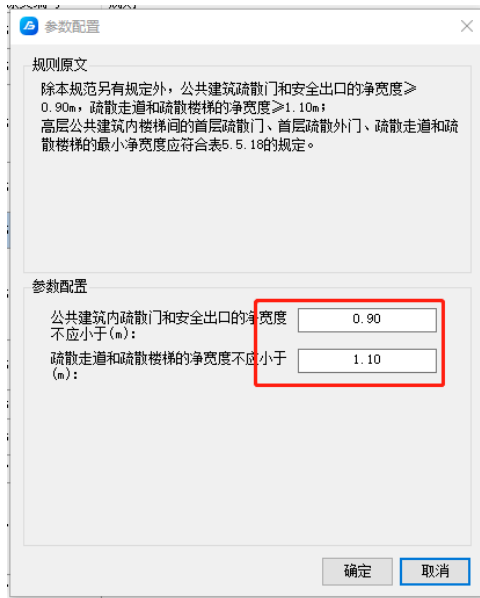 参数配置
规则原文
除本规范另有规定外，公共建筑疏散门和安全出口的净宽度≥
0.90m，疏散走道和疏散楼梯的净宽度≥1.10m；
高层公共建筑内楼梯间的首层疏散门、首层疏散外门、疏散走道和疏
散楼梯的最小净宽度应符合表5.5.18的规定。
参数配置
公共建筑内疏散门和安全出口的净宽度
不应小于(m)：
0.90
疏散走道和疏散楼梯的净宽度不应小于
(m)：
1.10
确定
取消